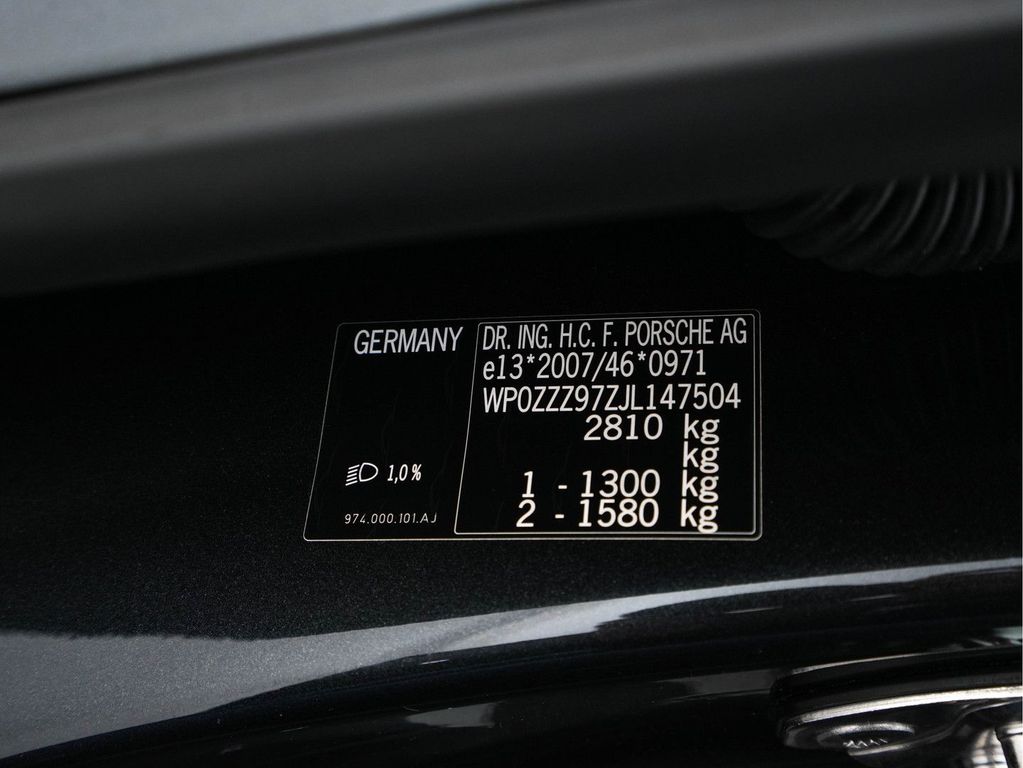 GERMANY
1,0%
974.000.101.AJ
DR. ING. H.C. F. PORSCHE AG
e13*2007/46*0971
WP0ZZZ97ZJL147504
2810 kg
kg
1 - 1300 kg
2 - 1580 kg